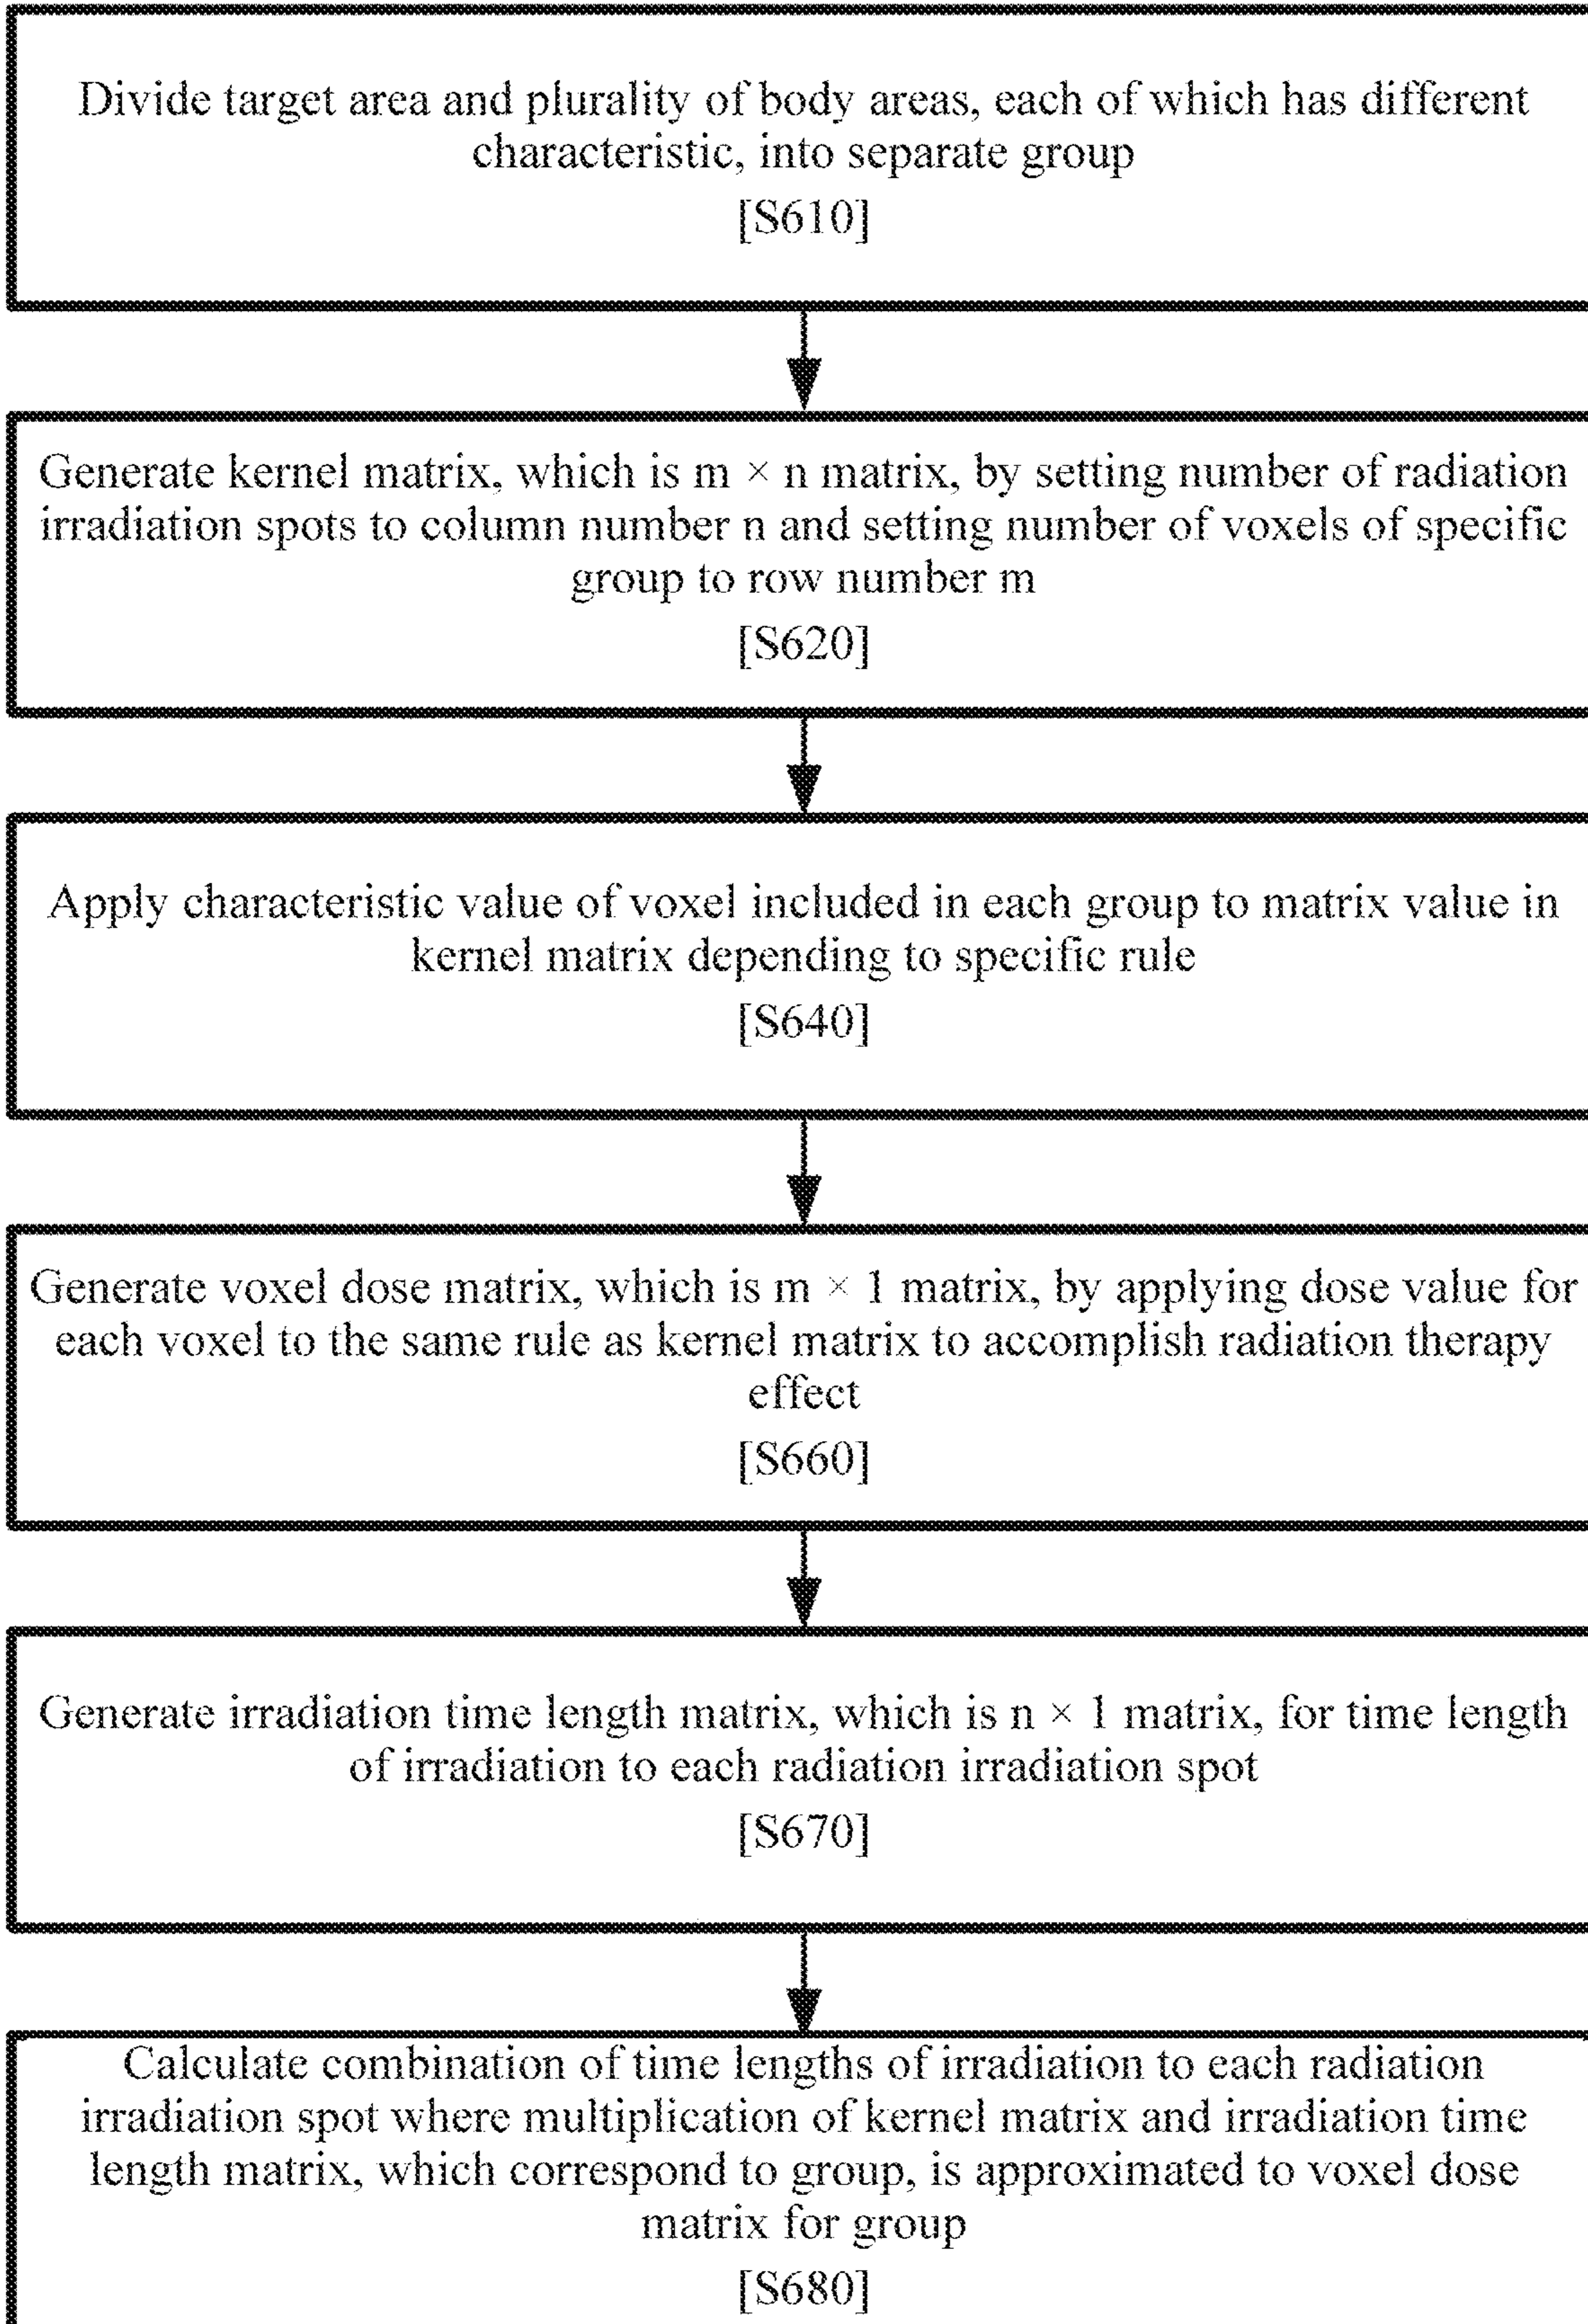 Divide target area and plurality of body areas, each of which has different
characteristic, into separate group
[S610]
Generate kernel matrix, which is m × n matrix, by setting number of radiation
irradiation spots to column number n and setting number of voxels of specific
group to row number m
[S620]
Apply characteristic value of voxel included in each group to matrix value in
kernel matrix depending to specific rule
[S640]
Generate voxel dose matrix, which is m × 1 matrix, by applying dose value for
each voxel to the same rule as kernel matrix to accomplish radiation therapy
effect
[S660]
Generate irradiation time length matrix, which is n × 1 matrix, for time length
of irradiation to each radiation irradiation spot
[S670]
Calculate combination of time lengths of irradiation to each radiation
irradiation spot where multiplication of kernel matrix and irradiation time
length matrix, which correspond to group, is approximated to voxel dose
matrix for group
[S680]